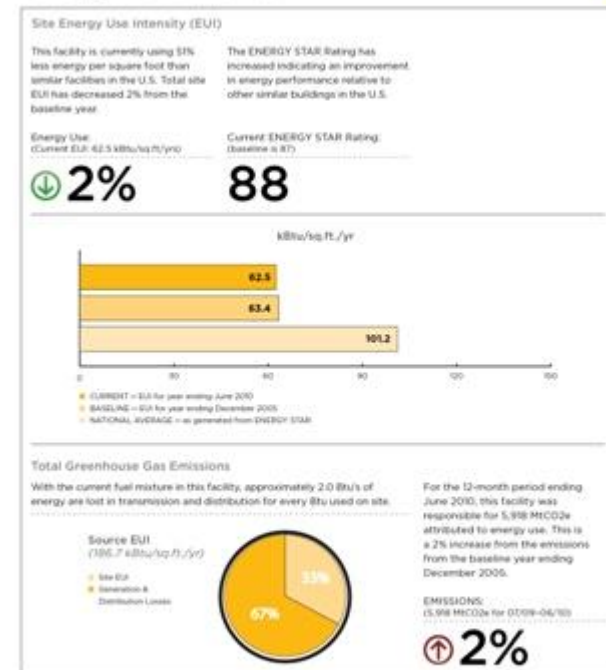 Site Energy Use Intensity (EUI)
This facility is currently using 51%
less energy per square foot than
similar facilities in the U.S. Total site
EUI has decreased 2% from the
baseline year.
The ENERGY STAR Rating has
increased indicating an improvement
in energy performance relative to
other similar buildings in the U.S.
Energy Use:
(Current EUI: 62.5 kBtu/sq.ft/yrs)
2%
Current ENERGY STAR Rating:
(baseline is 87)
88
kBtu/sq.ft./yr
62.5
63.4
101.2
0 30 60 90 120 150
CURRENT – EUI for year ending June 2010
BASELINE – EUI for year ending December 2005
NATIONAL AVERAGE – as generated from ENERGY STAR
Total Greenhouse Gas Emissions
With the current fuel mixture in this facility, approximately 2.0 Btu's of
energy are lost in transmission and distribution for every Btu used on site.
Source EUI
(186.7 kBtu/sq.ft./yr)
Site EUI
Generation &
Distribution Losses
33%
67%
For the 12-month period ending
June 2010, this facility was
responsible for 5,918 MtCO2e
attributed to energy use. This is
a 2% increase from the emissions
from the baseline year ending
December 2005.
EMISSIONS:
(5,918 MtCO2e for 07/09-06/10)
2%